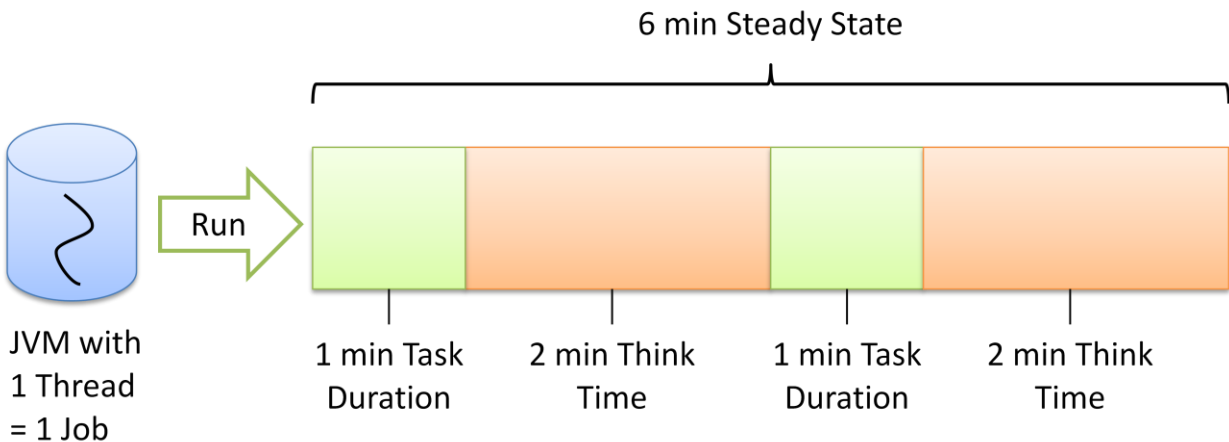 6 min Steady State
Run
JVM with
1 Thread
= 1 Job
1 min Task
Duration
2 min Think
Time
1 min Task
Duration
2 min Think
Time